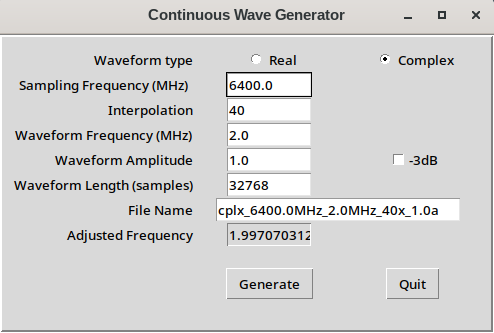 Continuous Wave Generator
Waveform type Real Complex
Sampling Frequency (MHz) 6400.0
Interpolation 40
Waveform Frequency (MHz) 2.0
Waveform Amplitude 1.0 -3dB
Waveform Length (samples) 32768
File Name cplx_6400.0MHz_2.0MHz_40x_1.0a
Adjusted Frequency 1.997070312
Generate Quit